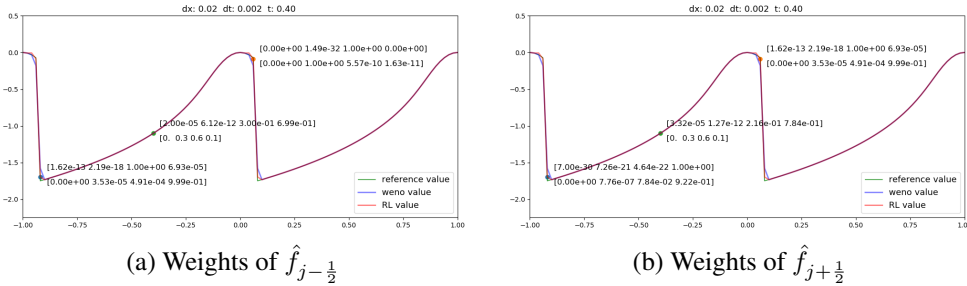 dx: 0.02 dt: 0.002 t: 0.40
0.5
0.0
−0.5
−1.0
−1.5
−2.0
[0.00e+00 1.49e-32 1.00e+00 0.00e+00]
[0.00e+00 1.00e+00 5.57e-10 1.63e-11]
[2.00e-05 6.12e-12 3.00e-01 6.99e-01]
[0. 0.3 0.6 0.1]
[1.62e-13 2.19e-18 1.00e+00 6.93e-05]
[0.00e+00 3.53e-05 4.91e-04 9.99e-01]
reference value
weno value
RL value
−1.00 −0.75 −0.50 −0.25 0.00 0.25 0.50 0.75 1.00
(a) Weights of f̂_{j−1/2}
dx: 0.02 dt: 0.002 t: 0.40
0.5
0.0
−0.5
−1.0
−1.5
−2.0
[1.62e-13 2.19e-18 1.00e+00 6.93e-05]
[0.00e+00 3.53e-05 4.91e-04 9.99e-01]
[3.32e-05 1.27e-12 2.16e-01 7.84e-01]
[0. 0.3 0.6 0.1]
[7.00e-30 7.26e-21 4.64e-22 1.00e+00]
[0.00e+00 7.76e-07 7.84e-02 9.22e-01]
reference value
weno value
RL value
−1.00 −0.75 −0.50 −0.25 0.00 0.25 0.50 0.75 1.00
(b) Weights of f̂_{j+1/2}